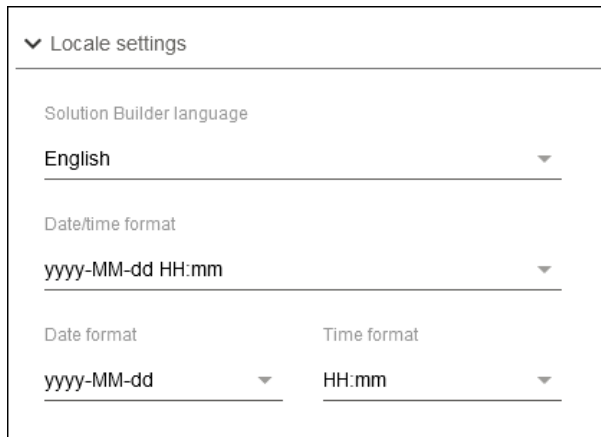 Locale settings
Solution Builder language
English
Date/time format
yyyy-MM-dd HH:mm
Date format Time format
yyyy-MM-dd HH:mm